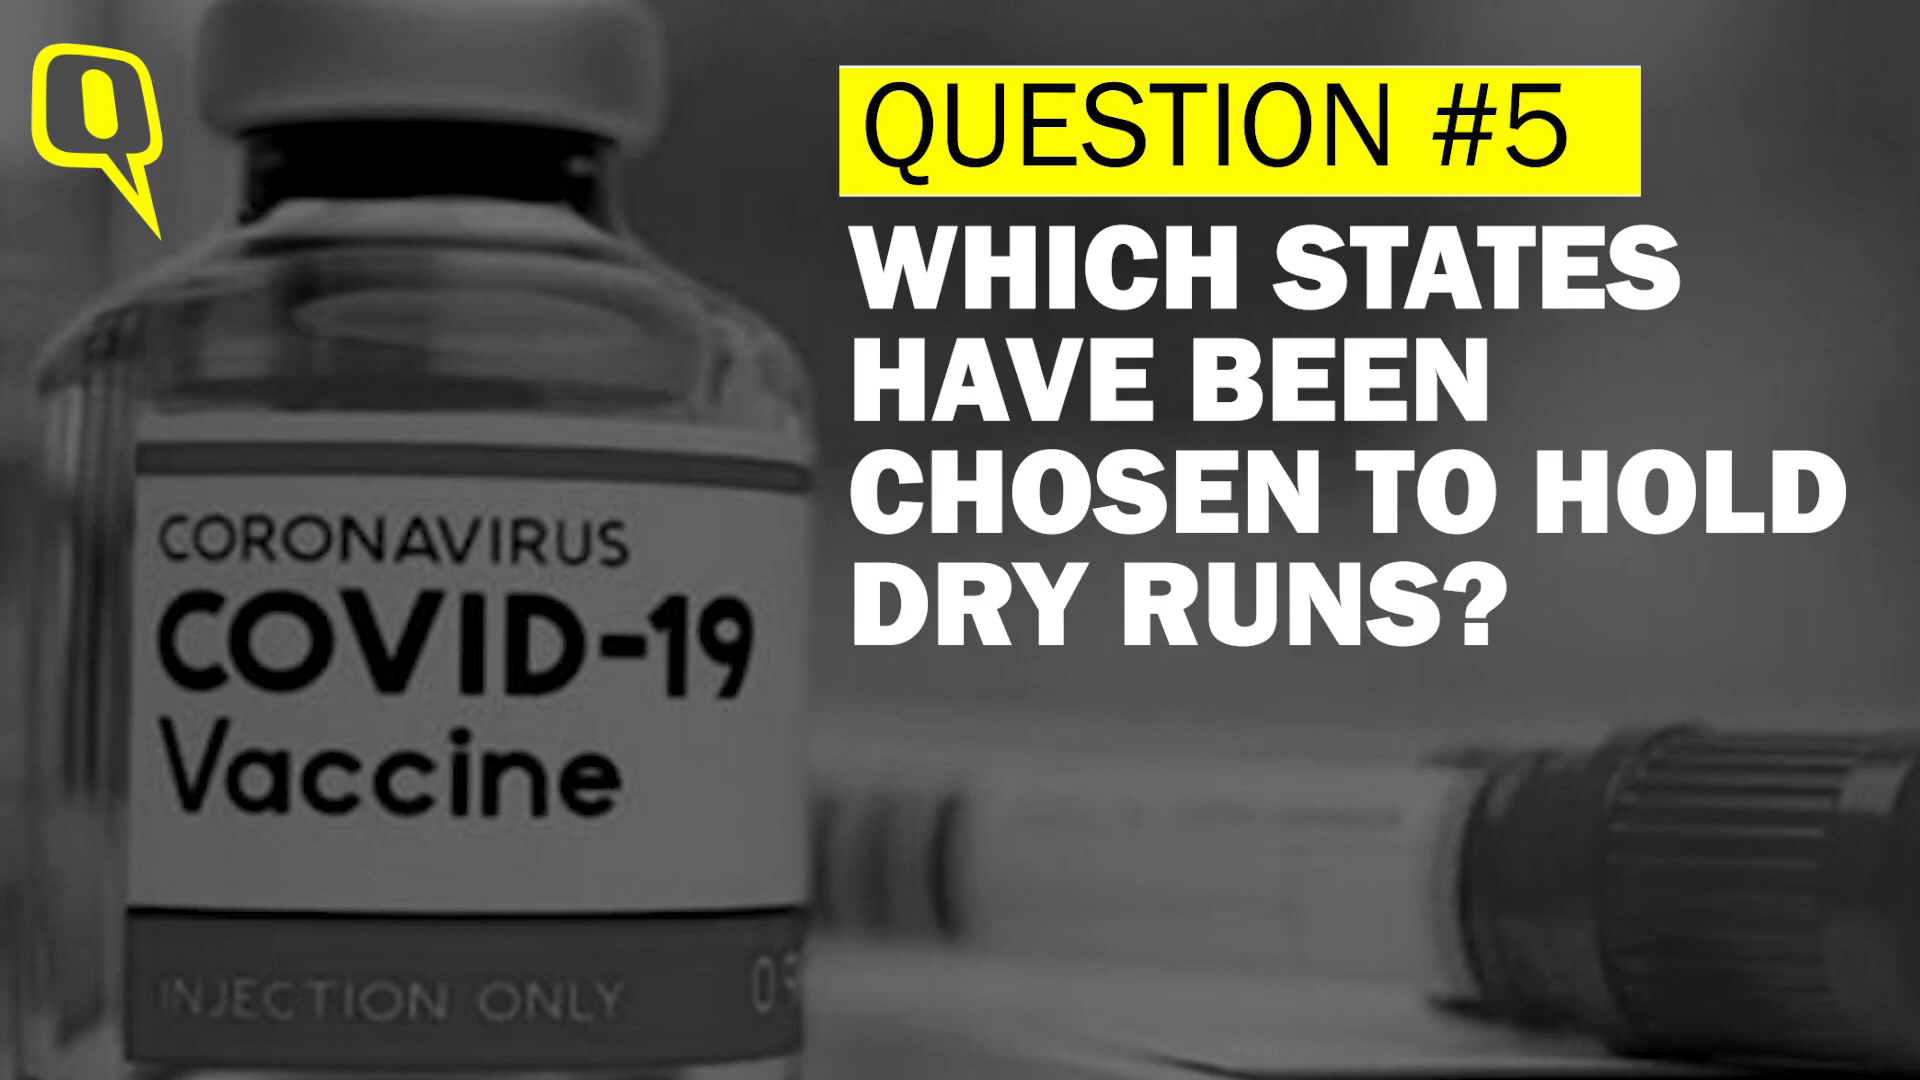 QUESTION #5
WHICH STATES
HAVE BEEN
CHOSEN TO HOLD
DRY RUNS?
CORONAVIRUS
COVID-19
Vaccine
INJECTION ONLY